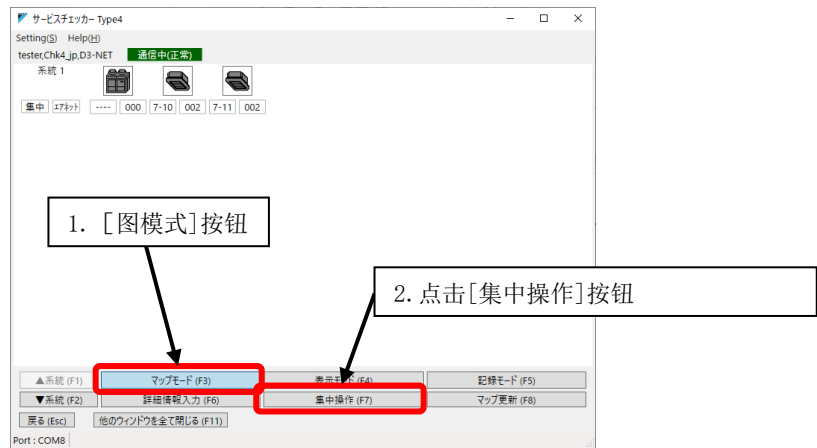 サービスチェッカー Type4
Setting(S) Help(H)
tester,Chk4_jp,D3-NET 通信中(正常)
系統 1
集中 エアネット ---- 000 7-10 002 7-11 002
1. [图模式]按钮
2.点击[集中操作]按钮
▲系統 (F1) マップモード (F3) 表示モード (F4) 記録モード (F5)
▼系統 (F2) 詳細情報入力 (F6) 集中操作 (F7) マップ更新 (F8)
戻る (Esc) 他のウィンドウを全て閉じる (F11)
Port : COM8